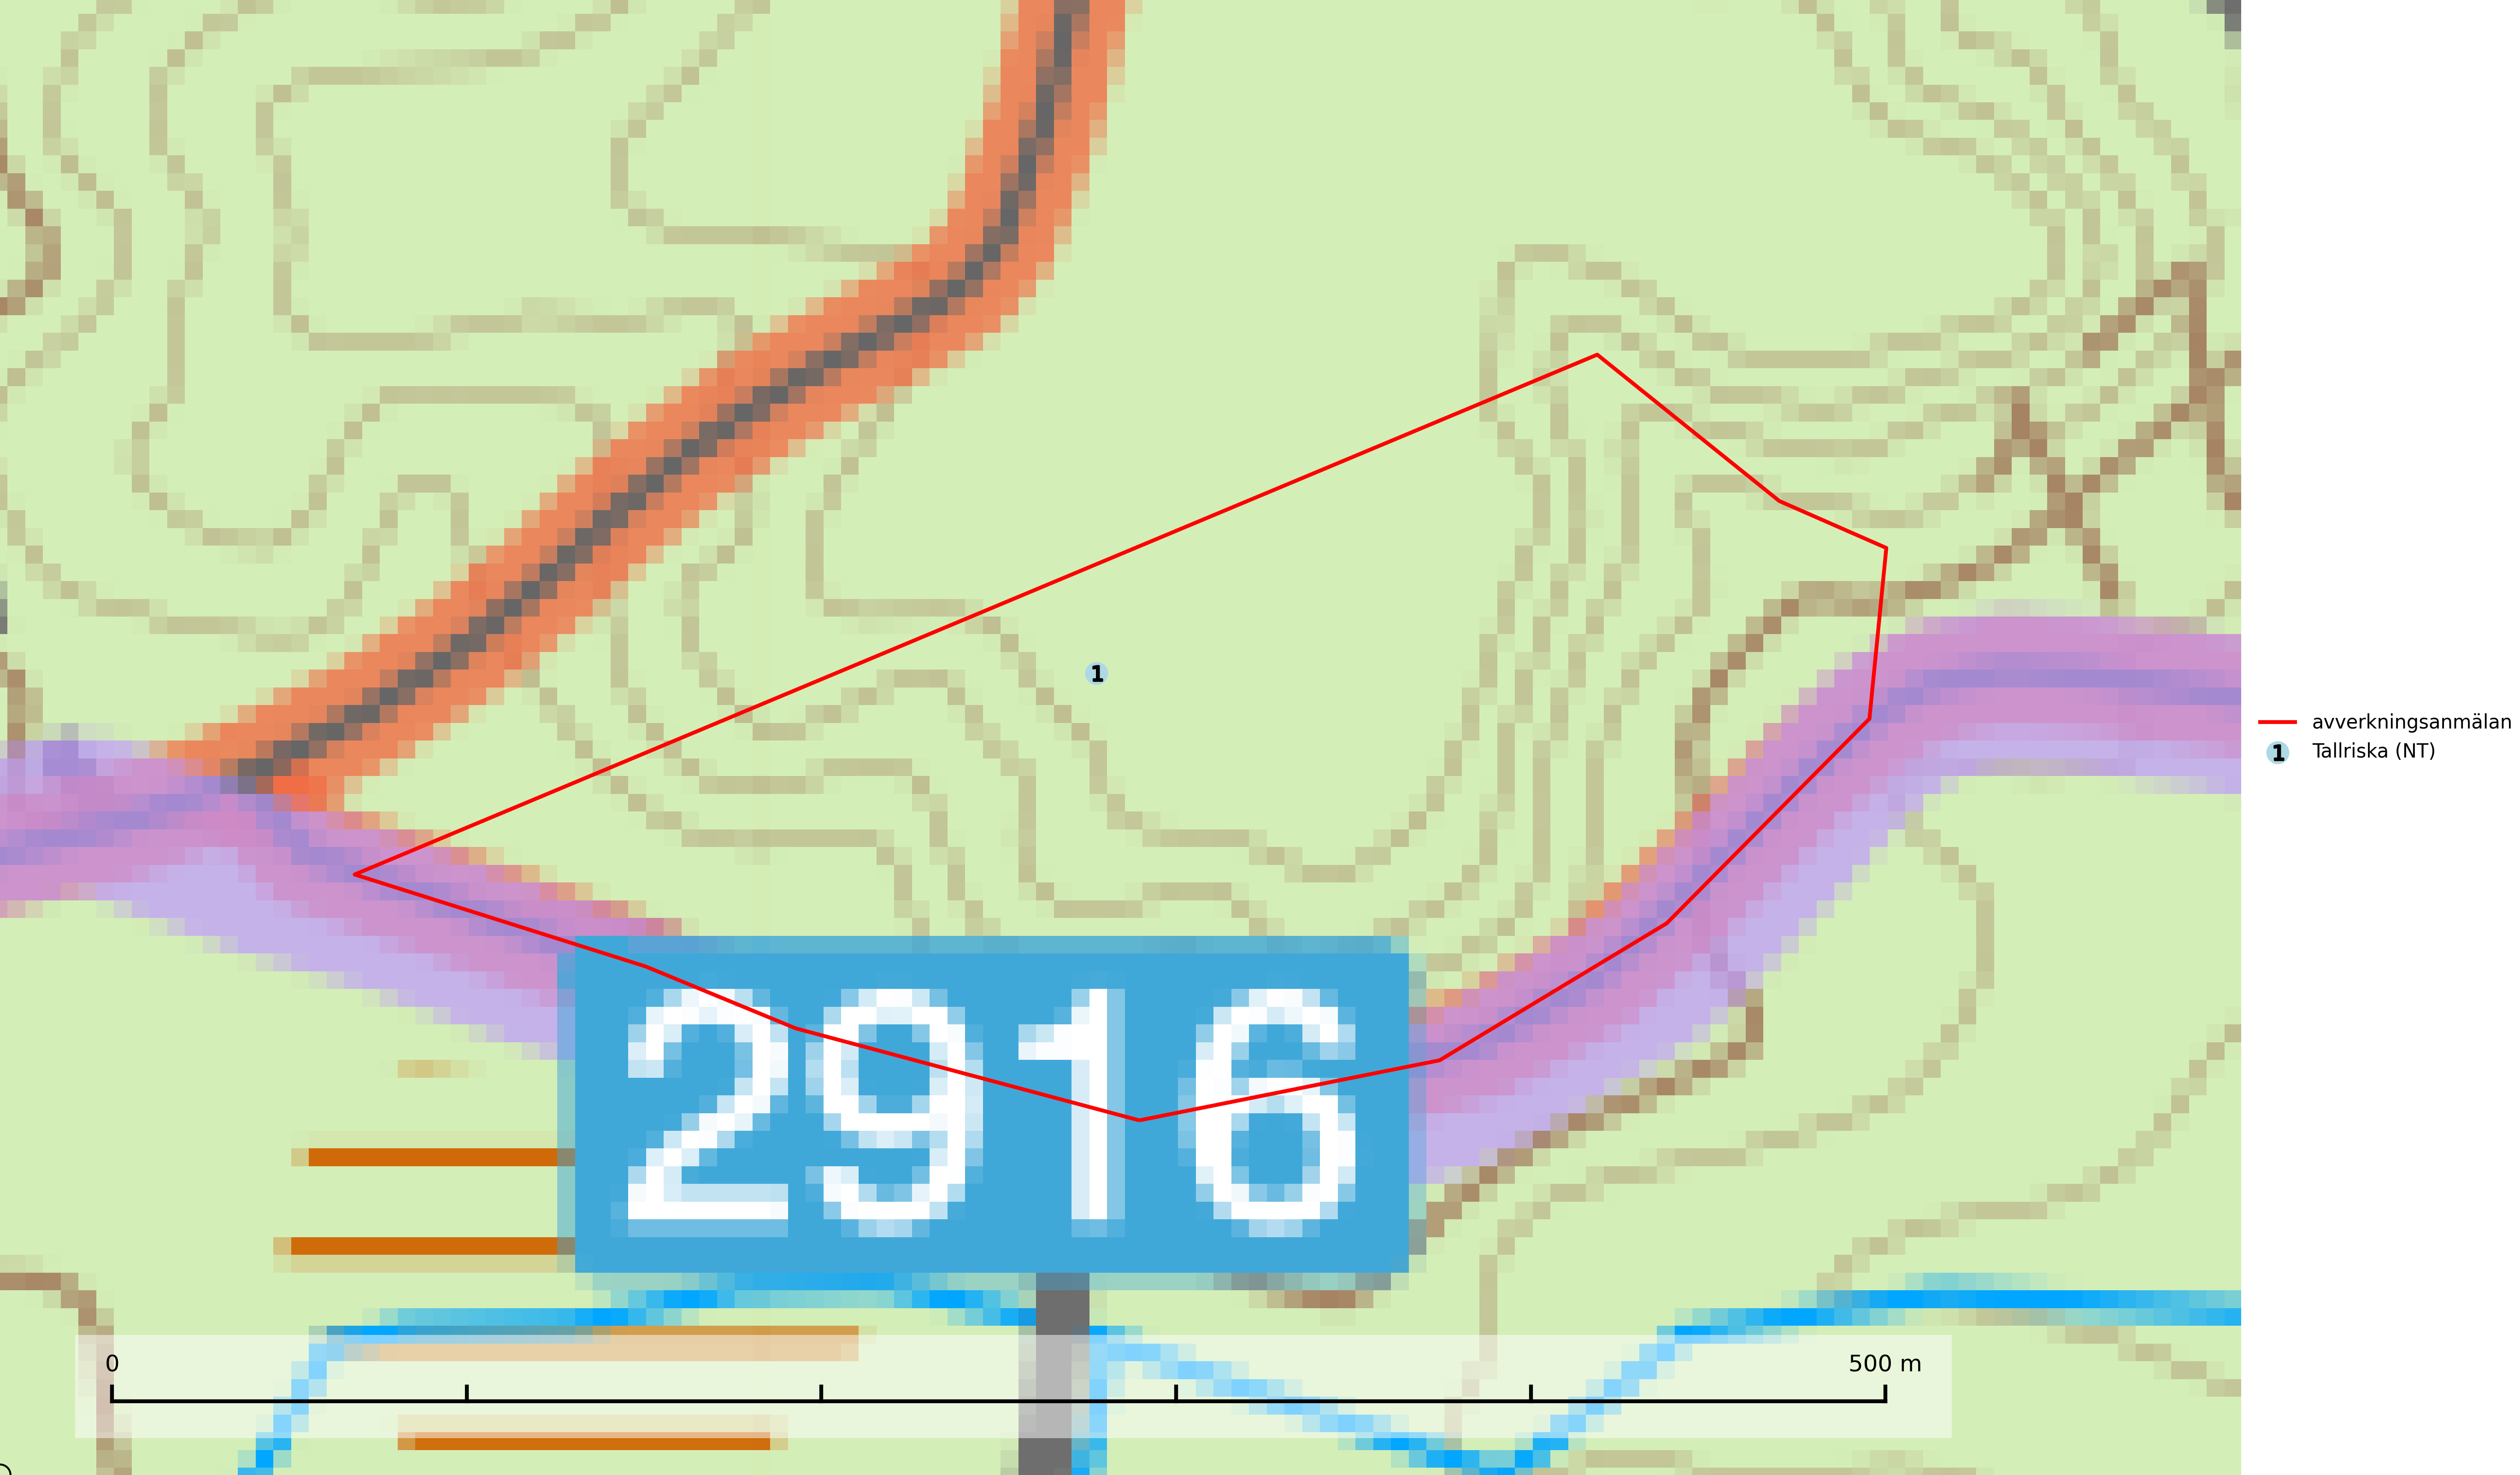 1
2916
0
500 m
avverkningsanmälan
1 Tallriska (NT)